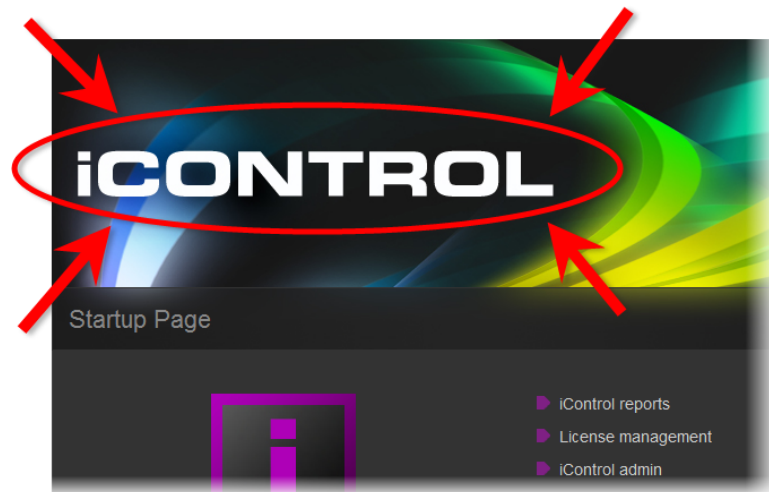 iCONTROL
Startup Page
i
iControl reports
License management
iControl admin